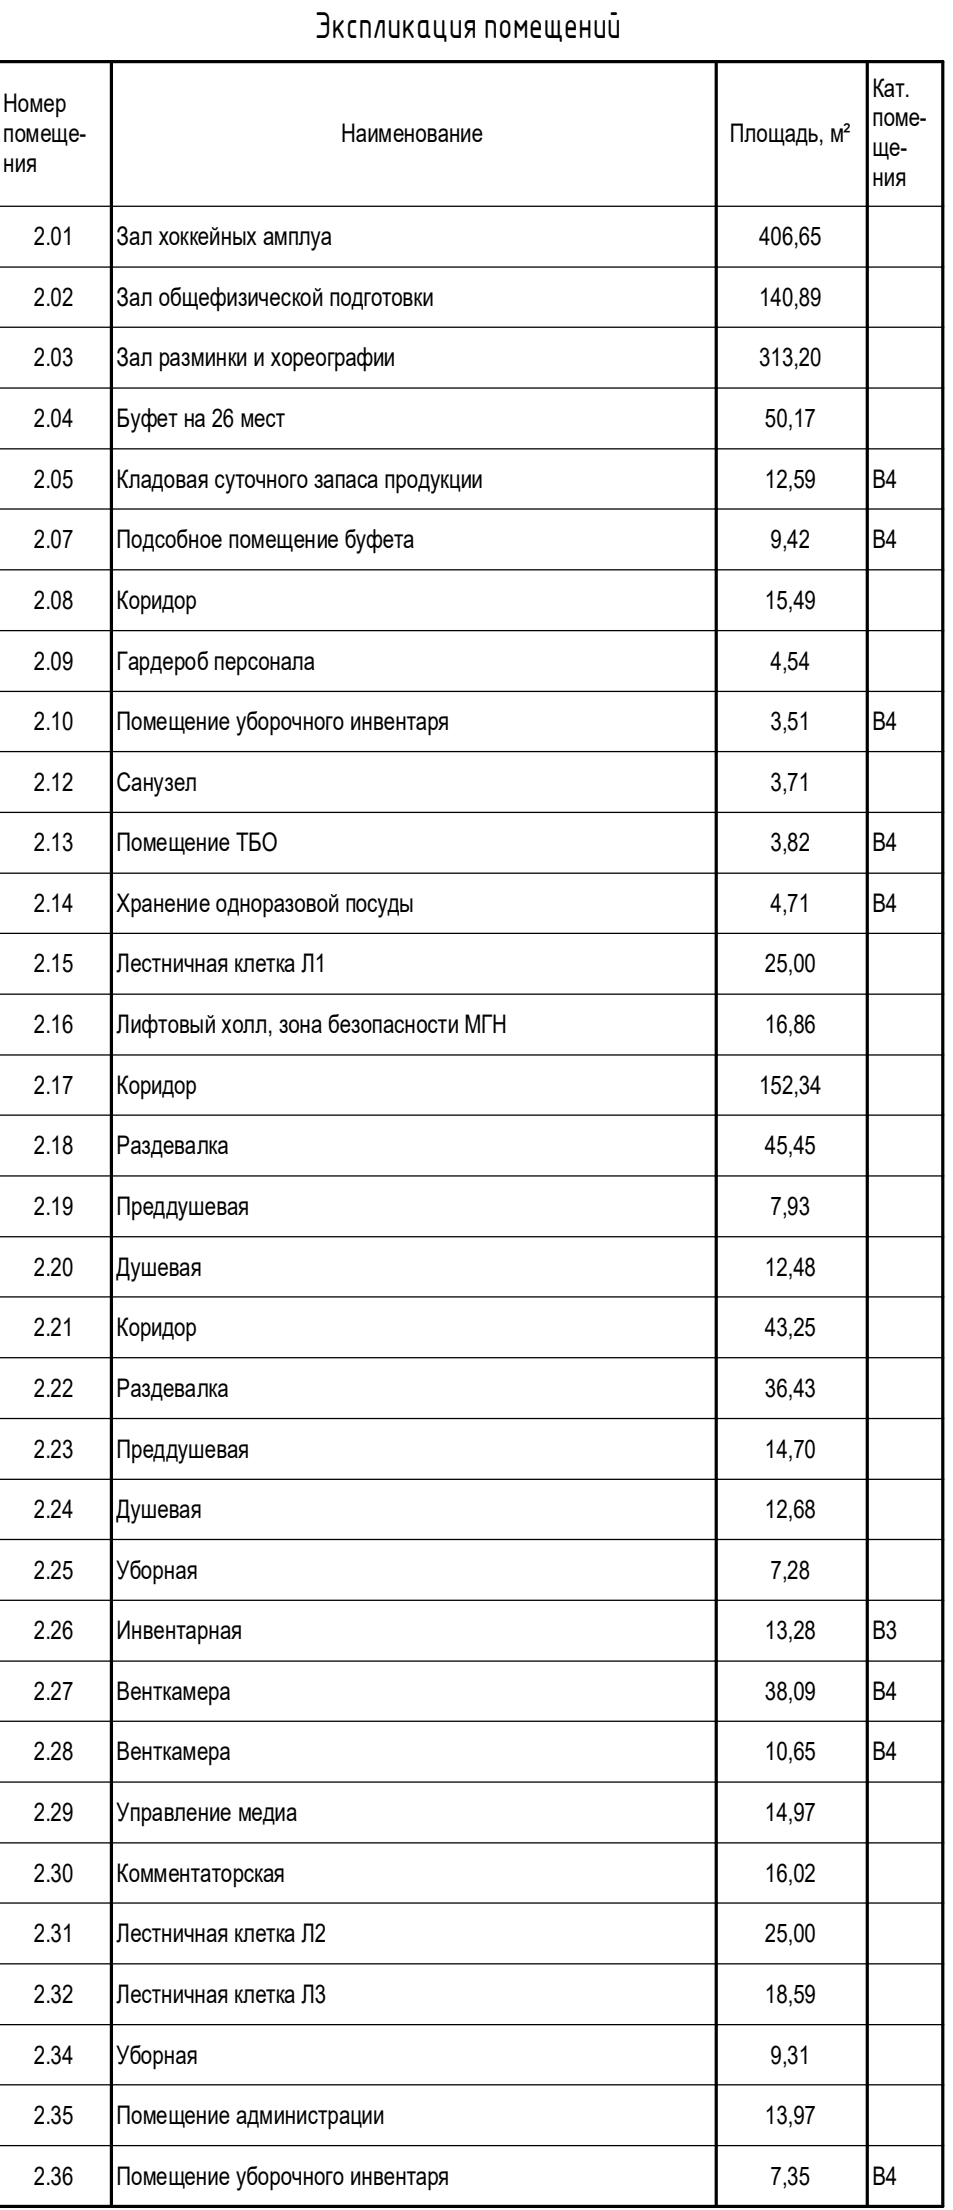 Экспликация помещений
Номер помеще-ния Наименование Площадь, м² Кат. поме-ще-ния
2.01 Зал хоккейных амплуа 406,65
2.02 Зал общефизической подготовки 140,89
2.03 Зал разминки и хореографии 313,20
2.04 Буфет на 26 мест 50,17
2.05 Кладовая суточного запаса продукции 12,59 В4
2.07 Подсобное помещение буфета 9,42 В4
2.08 Коридор 15,49
2.09 Гардероб персонала 4,54
2.10 Помещение уборочного инвентаря 3,51 В4
2.12 Санузел 3,71
2.13 Помещение ТБО 3,82 В4
2.14 Хранение одноразовой посуды 4,71 В4
2.15 Лестничная клетка Л1 25,00
2.16 Лифтовый холл, зона безопасности МГН 16,86
2.17 Коридор 152,34
2.18 Раздевалка 45,45
2.19 Преддушевая 7,93
2.20 Душевая 12,48
2.21 Коридор 43,25
2.22 Раздевалка 36,43
2.23 Преддушевая 14,70
2.24 Душевая 12,68
2.25 Уборная 7,28
2.26 Инвентарная 13,28 В3
2.27 Венткамера 38,09 В4
2.28 Венткамера 10,65 В4
2.29 Управление медиа 14,97
2.30 Комментаторская 16,02
2.31 Лестничная клетка Л2 25,00
2.32 Лестничная клетка Л3 18,59
2.34 Уборная 9,31
2.35 Помещение администрации 13,97
2.36 Помещение уборочного инвентаря 7,35 В4